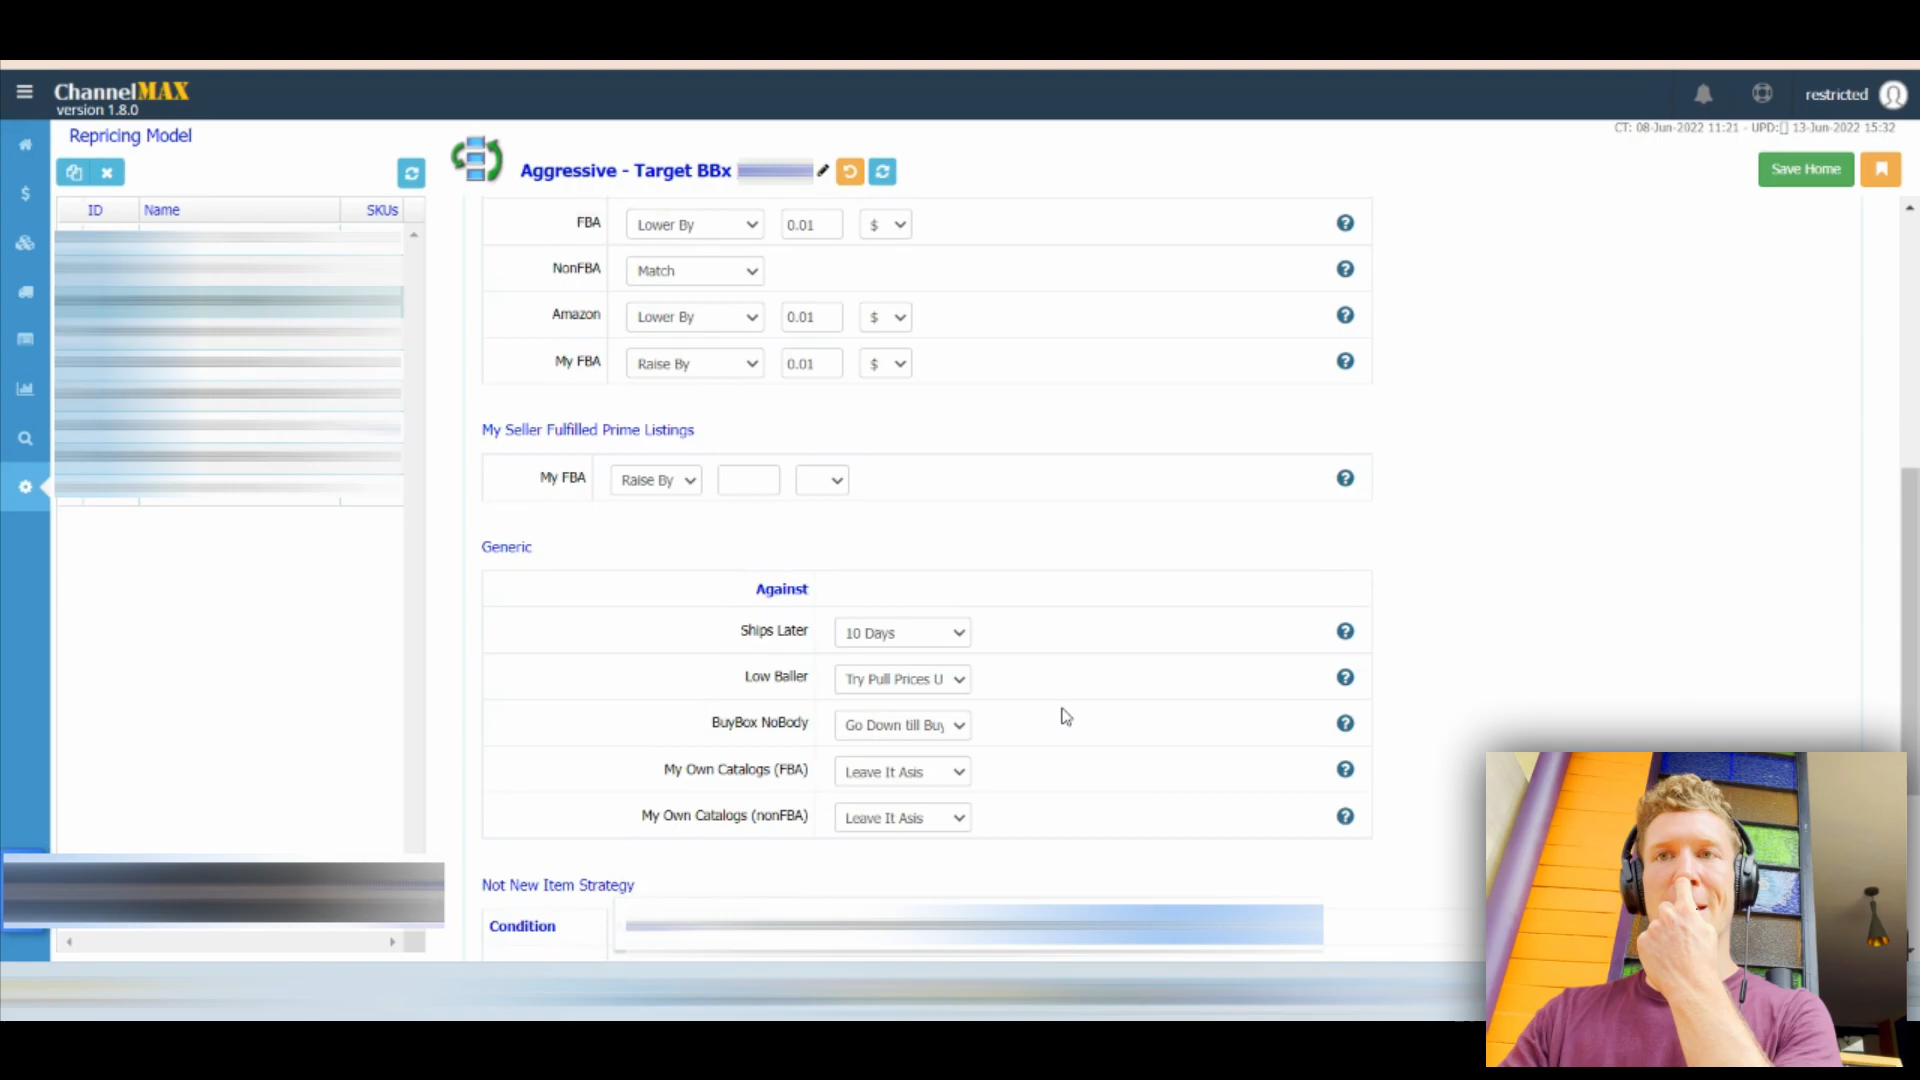 ChannelMAX
version 1.8.0
restricted
CT: 08-Jun-2022 11:21 - UPD:[] 13-Jun-2022 15:32
Repricing Model
Aggressive - Target BBx
Save Home
ID Name SKUs
FBA Lower By 0.01 $
NonFBA Match
Amazon Lower By 0.01 $
My FBA Raise By 0.01 $
My Seller Fulfilled Prime Listings
My FBA Raise By
Generic
Against
Ships Later 10 Days
Low Baller Try Pull Prices U
BuyBox NoBody Go Down till Buy
My Own Catalogs (FBA) Leave It Asis
My Own Catalogs (nonFBA) Leave It Asis
Not New Item Strategy
Condition